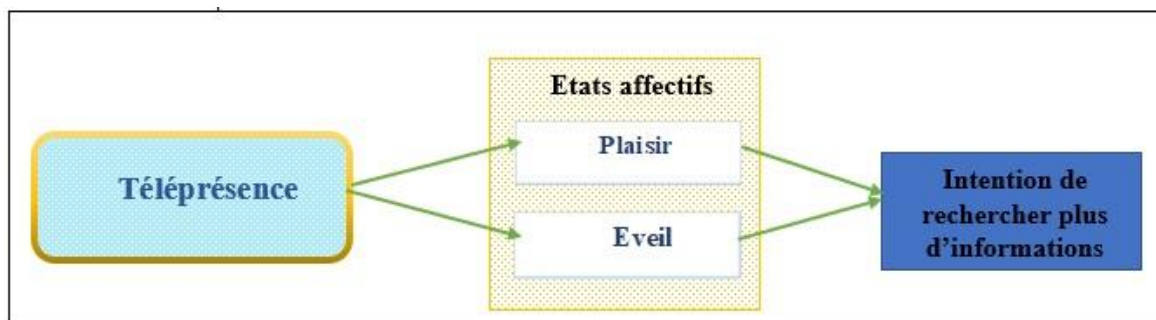 Téléprésence
Etats affectifs
Plaisir
Eveil
Intention de
rechercher plus
d’informations